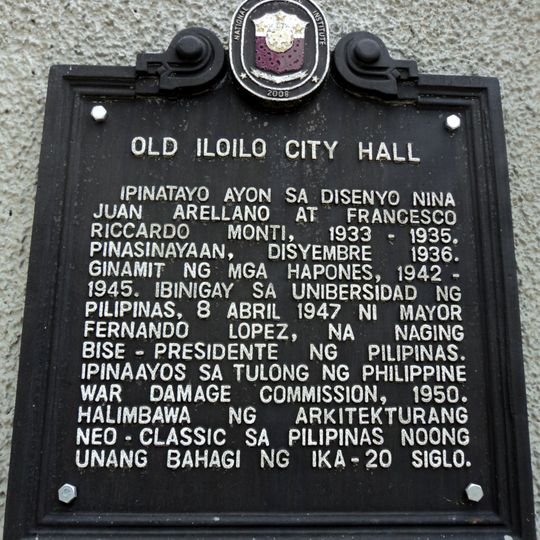 NATIONAL
INSTITUTE
2008
OLD ILOILO CITY HALL
IPINATAYO AYON SA DISENYO NINA
JUAN ARELLANO AT FRANCESCO
RICCARDO MONTI, 1933 - 1935.
PINASINAYAAN, DISYEMBRE 1936.
GINAMIT NG MGA HAPONES, 1942 -
1945. IBINIGAY SA UNIBERSIDAD NG
PILIPINAS, 8 ABRIL 1947 NI MAYOR
FERNANDO LOPEZ, NA NAGING
BISE - PRESIDENTE NG PILIPINAS.
IPINAAYOS SA TULONG NG PHILIPPINE
WAR DAMAGE COMMISSION, 1950.
HALIMBAWA NG ARKITEKTURANG
NEO - CLASSIC SA PILIPINAS NOONG
UNANG BAHAGI NG IKA - 20 SIGLO.